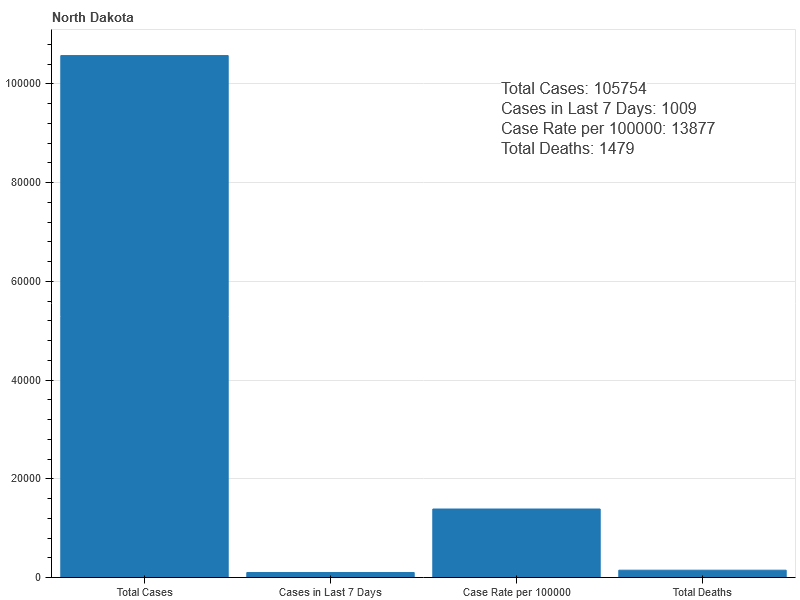 North Dakota
100000
80000
60000
40000
20000
0
Total Cases: 105754
Cases in Last 7 Days: 1009
Case Rate per 100000: 13877
Total Deaths: 1479
Total Cases
Cases in Last 7 Days
Case Rate per 100000
Total Deaths